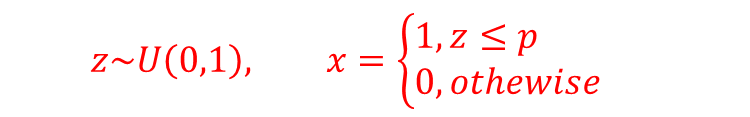 z~U(0,1), x = {1, z ≤ p
0, othewise